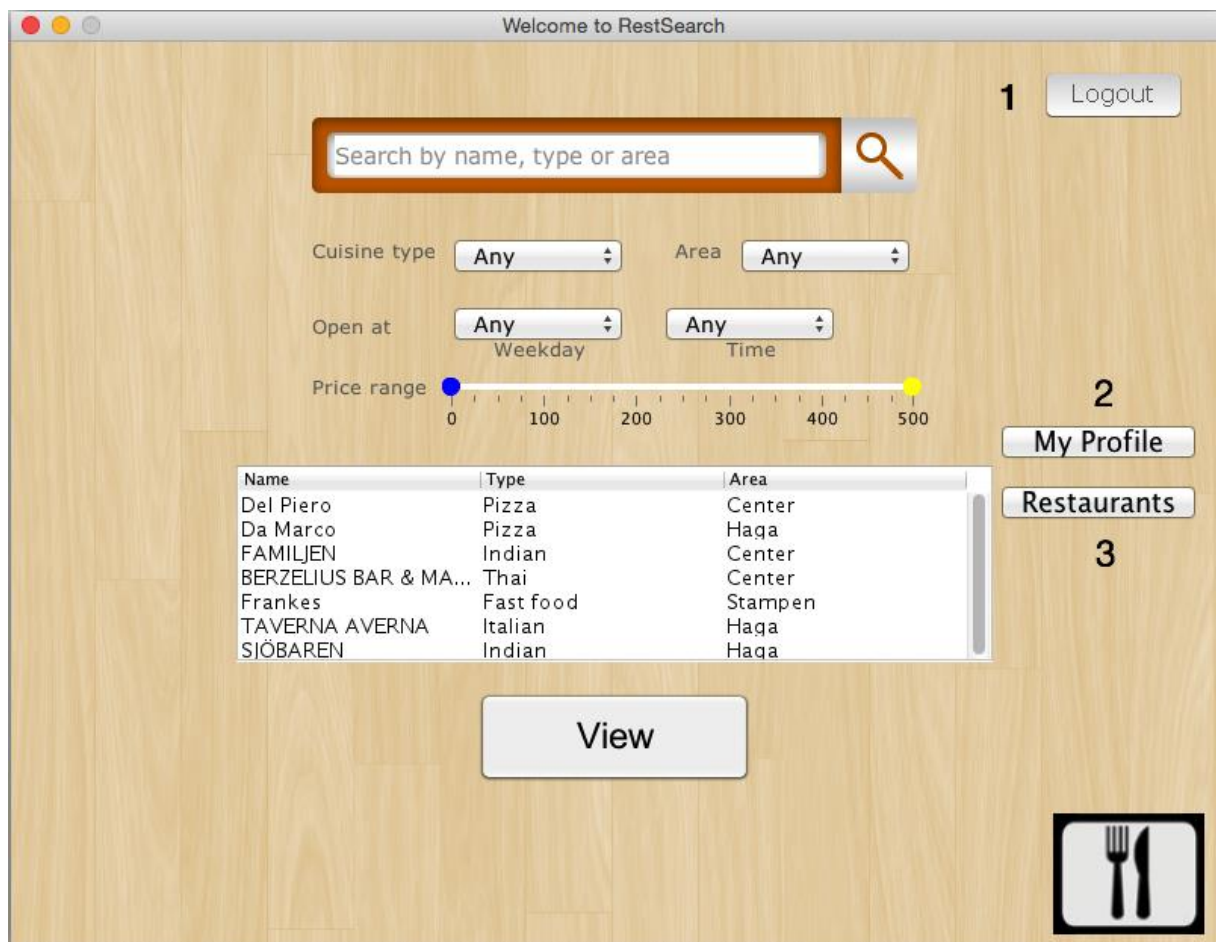 Welcome to RestSearch
1 Logout
Search by name, type or area
Cuisine type Any Area Any
Open at Any Any
Weekday Time
Price range
0 100 200 300 400 500
2
My Profile
Restaurants
3
Name Type Area
Del Piero Pizza Center
Da Marco Pizza Haga
FAMILJEN Indian Center
BERZELIUS BAR & MA... Thai Center
Frankes Fast food Stampen
TAVERNA AVERNA Italian Haga
SJÖBAREN Indian Haga
View